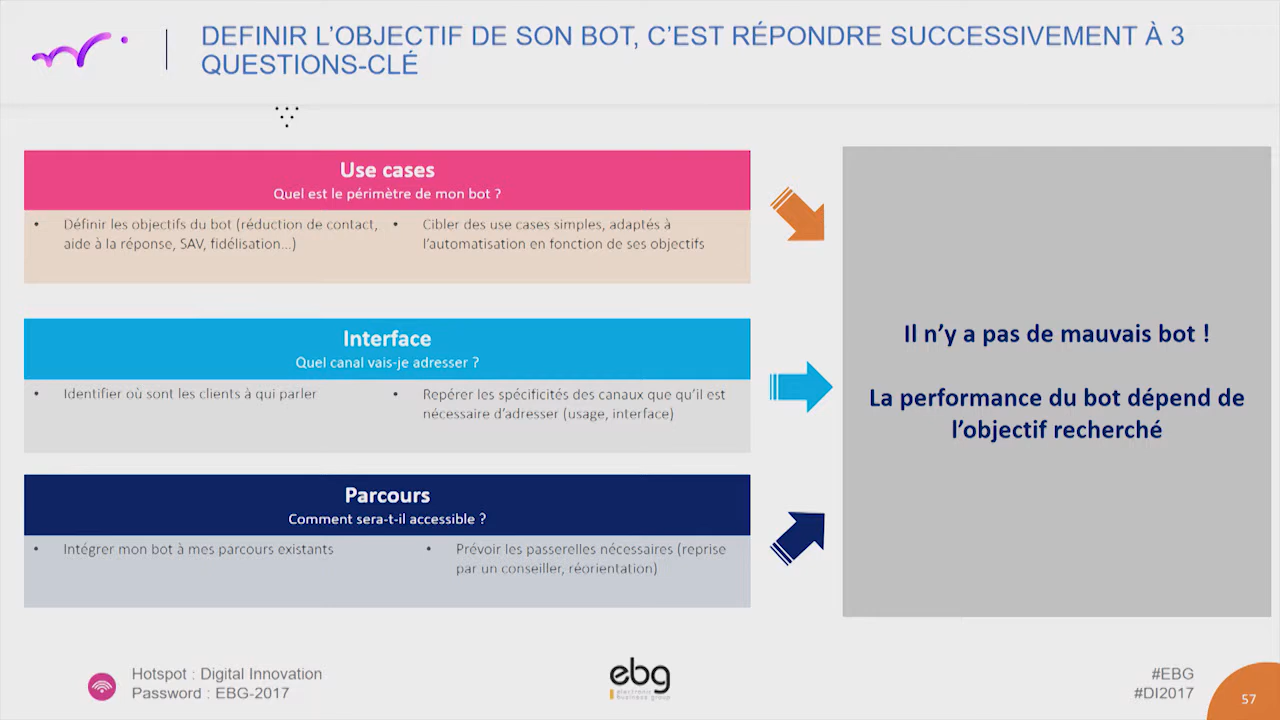 DEFINIR L’OBJECTIF DE SON BOT, C’EST RÉPONDRE SUCCESSIVEMENT À 3
QUESTIONS-CLÉ
Use cases
Quel est le périmètre de mon bot ?
• Définir les objectifs du bot (réduction de contact,
aide à la réponse, SAV, fidélisation...)
• Cibler des use cases simples, adaptés à
l’automatisation en fonction de ses objectifs
Interface
Quel canal vais-je adresser ?
• Identifier où sont les clients à qui parler
• Repérer les spécificités des canaux que qu’il est
nécessaire d’adresser (usage, interface)
Parcours
Comment sera-t-il accessible ?
• Intégrer mon bot à mes parcours existants
• Prévoir les passerelles nécessaires (reprise
par un conseiller, réorientation)
Il n’y a pas de mauvais bot !
La performance du bot dépend de
l’objectif recherché
Hotspot : Digital Innovation
Password : EBG-2017
ebg
electronic
business group
#EBG
#DI2017
57